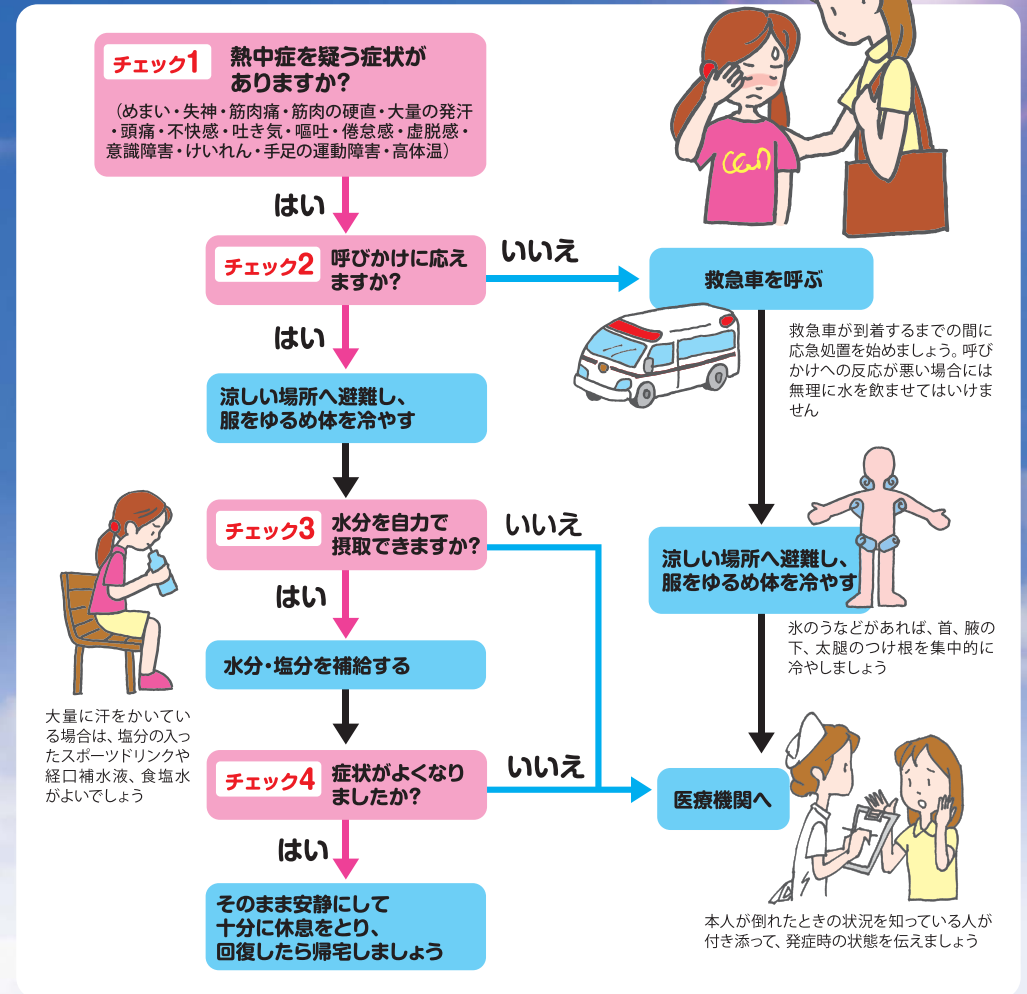 チェック1
熱中症を疑う症状が
ありますか?
（めまい・失神・筋肉痛・筋肉の硬直・大量の発汗
・頭痛・不快感・吐き気・嘔吐・倦怠感・虚脱感・
意識障害・けいれん・手足の運動障害・高体温）
はい
チェック2
呼びかけに応え
ますか?
いいえ
救急車を呼ぶ
救急車が到着するまでの間に
応急処置を始めましょう。呼び
かけへの反応が悪い場合には
無理に水を飲ませてはいけま
せん
はい
涼しい場所へ避難し、
服をゆるめ体を冷やす
チェック3
水分を自力で
摂取できますか?
いいえ
涼しい場所へ避難し、
服をゆるめ体を冷やす
氷のうなどがあれば、首、腋の
下、太腿のつけ根を集中的に
冷やしましょう
はい
水分・塩分を補給する
大量に汗をかいてい
る場合は、塩分の入っ
たスポーツドリンクや
経口補水液、食塩水
がよいでしょう
チェック4
症状がよくなり
ましたか?
いいえ
医療機関へ
本人が倒れたときの状況を知っている人が
付き添って、発症時の状態を伝えましょう
はい
そのまま安静にして
十分に休息をとり、
回復したら帰宅しましょう